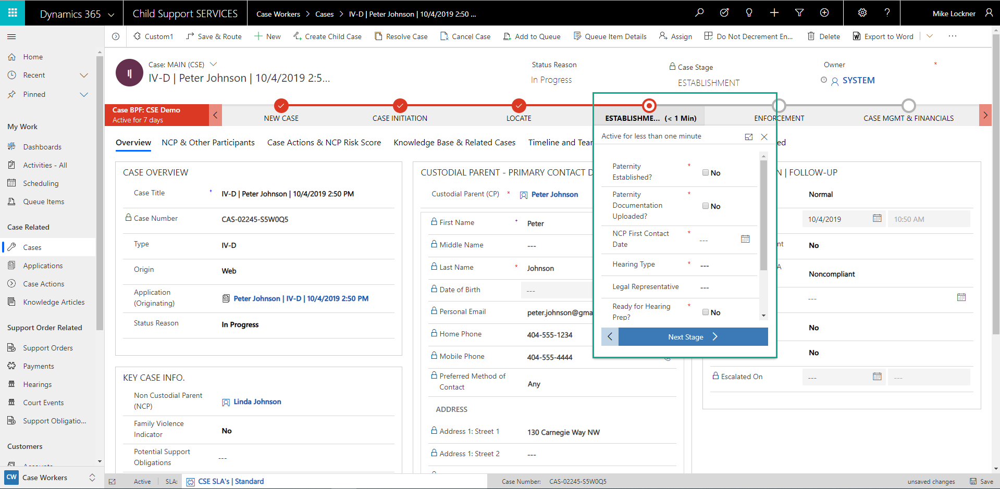 Dynamics 365
Child Support SERVICES
Case Workers > Cases > IV-D | Peter Johnson | 10/4/2019 2:50 ...
?
Mike Lockner
Custom1
Save & Route
New
Create Child Case
Resolve Case
Cancel Case
Add to Queue
Queue Item Details
Assign
Do Not Decrement En...
Delete
Export to Word
...
Home
Recent
Pinned
My Work
Dashboards
Activities - All
Scheduling
Queue Items
Case Related
Cases
Applications
Case Actions
Knowledge Articles
Support Order Related
Support Orders
Payments
Hearings
Court Events
Support Obligatio...
Customers
CW Case Workers
Case: MAIN (CSE)
IV-D | Peter Johnson | 10/4/2019 2:5...
Status Reason
In Progress
Case Stage
ESTABLISHMENT
Owner *
SYSTEM
Case BPF: CSE Demo
Active for 7 days
NEW CASE
CASE INITIATION
LOCATE
ESTABLISHME... (< 1 Min)
ENFORCEMENT
CASE MGMT & FINANCIALS
Overview
NCP & Other Participants
Case Actions & NCP Risk Score
Knowledge Base & Related Cases
Timeline and Tear
ed
CASE OVERVIEW
Case Title + IV-D | Peter Johnson | 10/4/2019 2:50 PM
Case Number CAS-02245-S5W0Q5
Type IV-D
Origin Web
Application
(Originating) Peter Johnson | IV-D | 10/4/2019 2:50 PM
Status Reason In Progress
KEY CASE INFO.
Non Custodial Parent
(NCP) Linda Johnson
Family Violence
Indicator No
Potential Support
Obligations ---
CUSTODIAL PARENT - PRIMARY CONTACT D
Custodial Parent (CP) * Peter Johnson
First Name + Peter
Middle Name ---
Last Name * Johnson
Date of Birth ---
Personal Email peter.johnson@gma
Home Phone 404-555-1234
Mobile Phone 404-555-4444
Preferred Method of
Contact Any
ADDRESS
Address 1: Street 1 130 Carnegie Way NW
Address 1: Street 2 ---
Active for less than one minute
Paternity
Established? * No
Paternity
Documentation
Uploaded? * No
NCP First Contact
Date * ---
Hearing Type * ---
Legal Representative ---
Ready for Hearing
Prep? * No
Next Stage
N | FOLLOW-UP
Normal
10/4/2019 10:50 AM
nt No
A
Noncompliant
---
No
No
Escalated On --- ---
Active
SLA: CSE SLA's | Standard
Case Number: CAS-02245-S5W0Q5
unsaved changes
Save